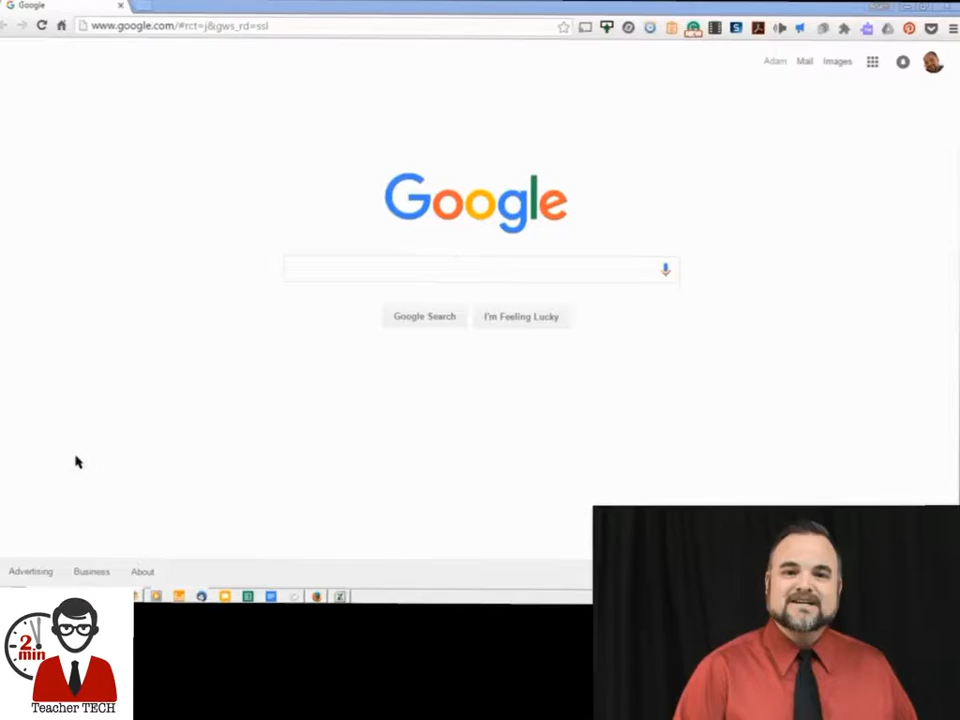 Google
www.google.com/#rct=j&gws_rd=ssl
Adam Mail Images
Google
Google Search I'm Feeling Lucky
Advertising Business About
2
min
Teacher TECH